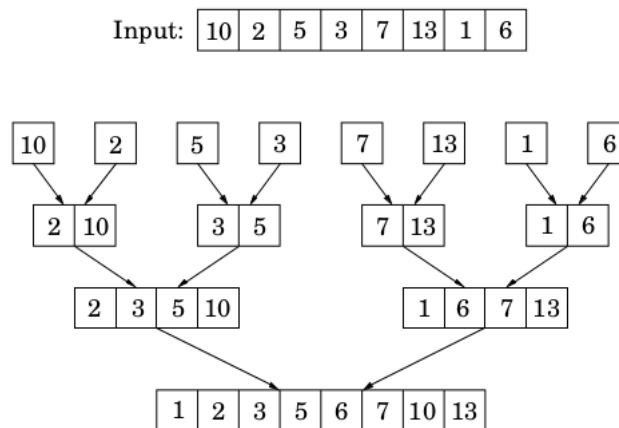 Input: 10 2 5 3 7 13 1 6
10 2 5 3 7 13 1 6
2 10 3 5 7 13 1 6
2 3 5 10 1 6 7 13
1 2 3 5 6 7 10 13